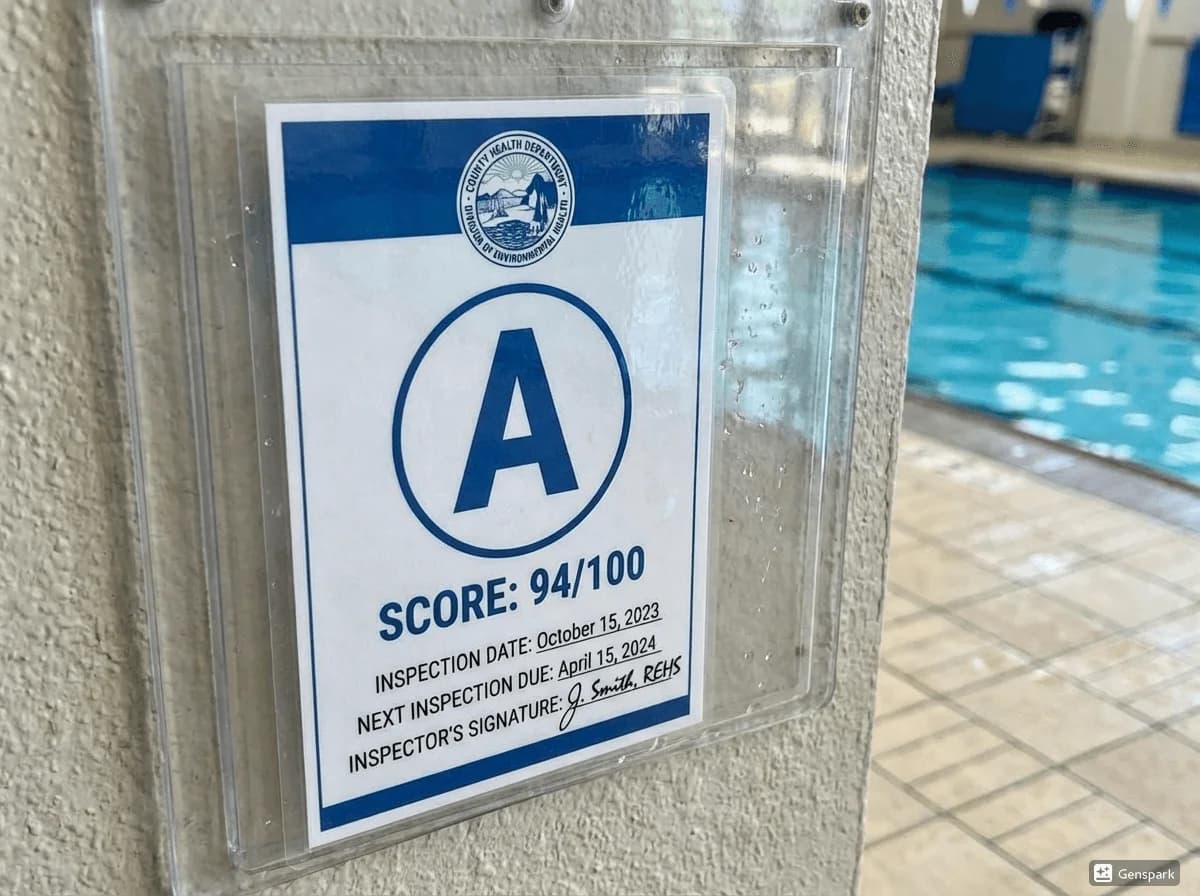 COUNTY HEALTH DEPARTMENT
DIVISION OF ENVIRONMENTAL HEALTH
A
SCORE: 94/100
INSPECTION DATE: October 15, 2023
NEXT INSPECTION DUE: April 15, 2024
INSPECTOR'S SIGNATURE: J. Smith, REHS
Genspark